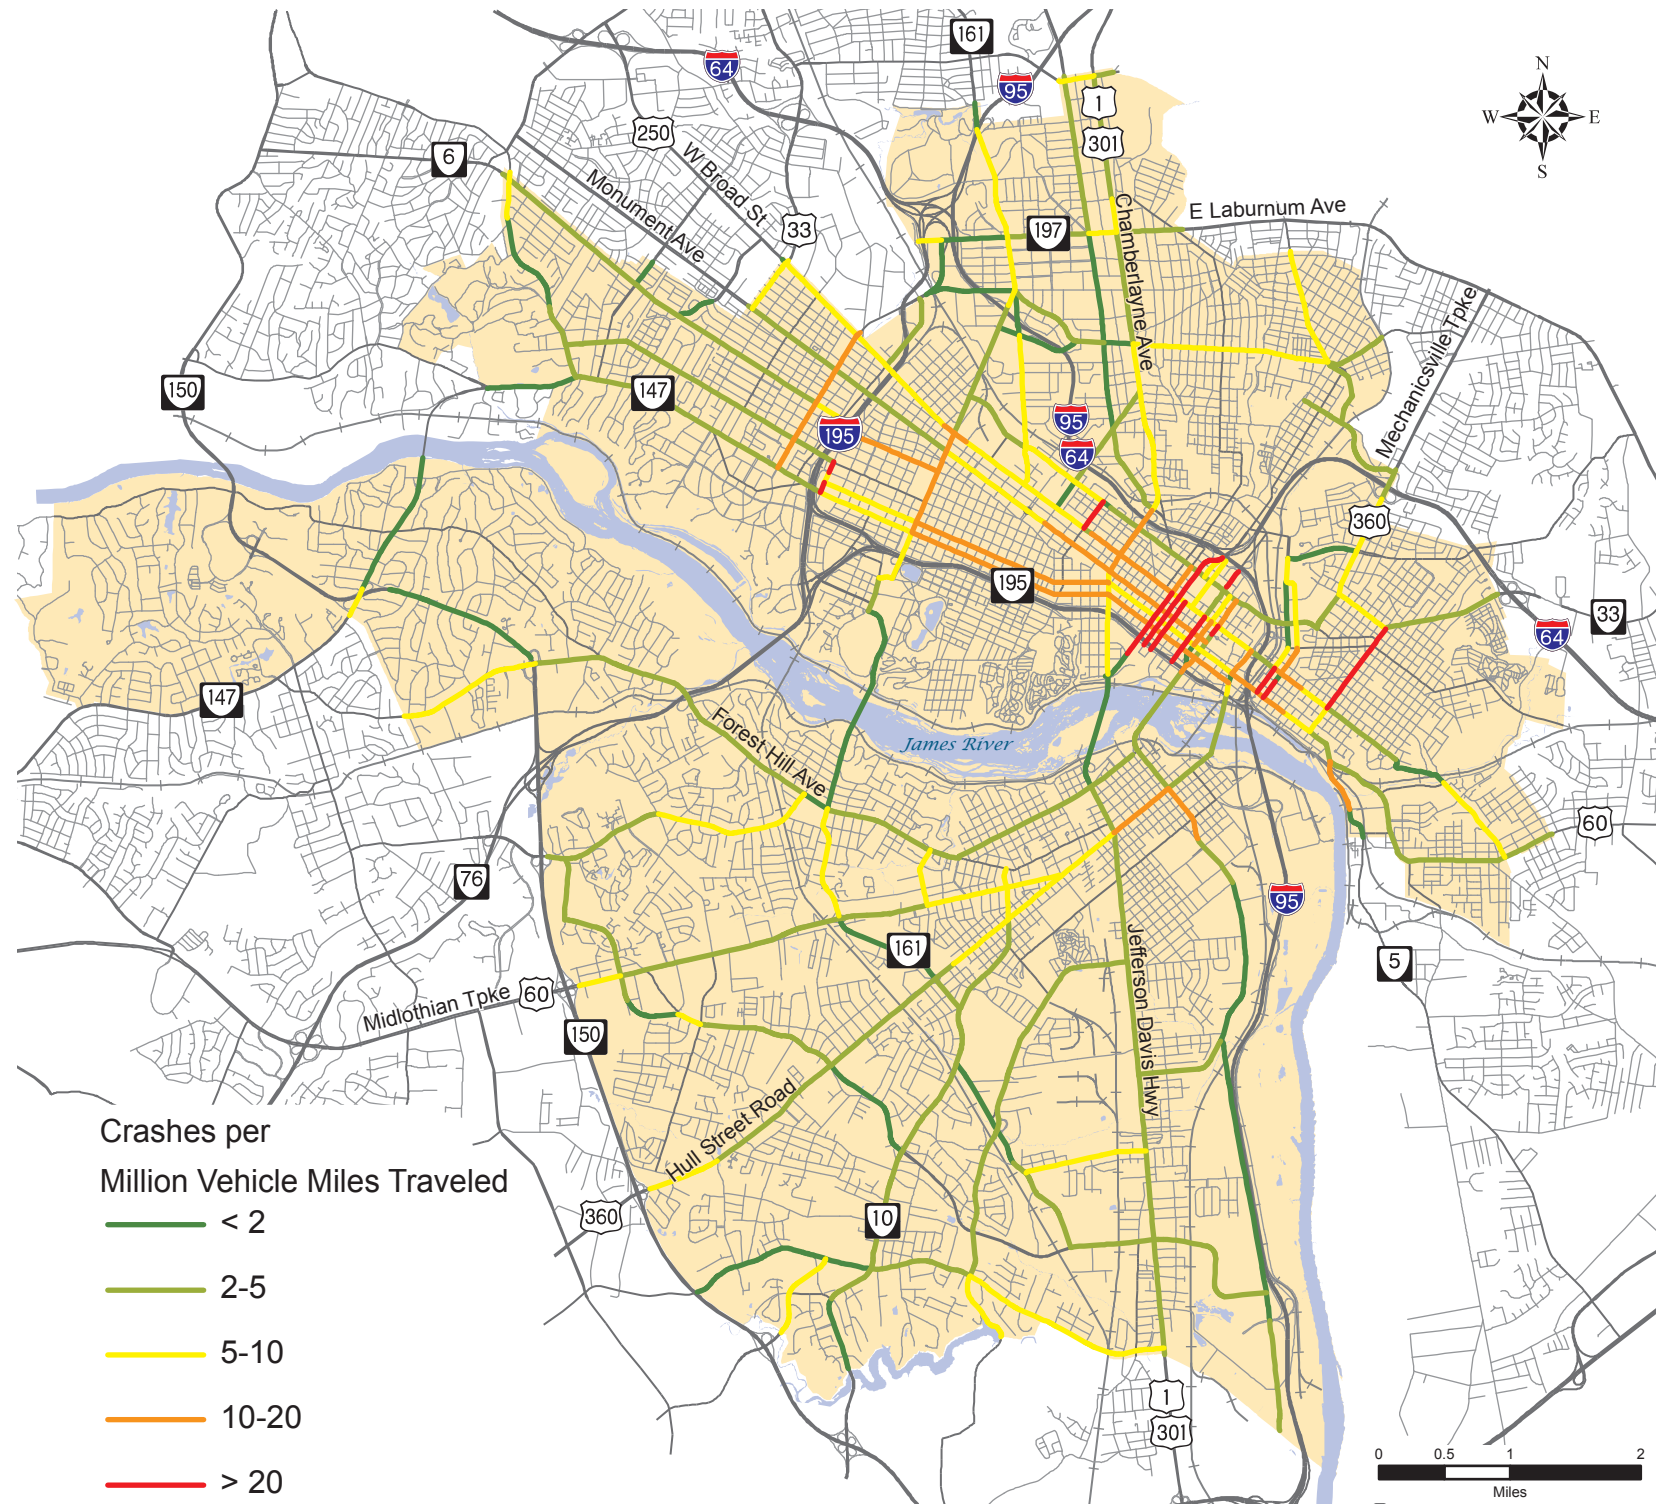 161
64
95
N
W
E
S
1
250
301
6
W Broad St
Monument Ave
33
Chamberlayne Ave
E Laburnum Ave
197
Mechanicsville Tpke
150
147
195
95
64
360
195
33
64
147
James River
Forest Hill Ave
60
76
95
161
5
Jefferson Davis Hwy
Midlothian Tpke
60
150
Hull Street Road
360
10
1
301
Crashes per
Million Vehicle Miles Traveled
< 2
2-5
5-10
10-20
> 20
0 0.5 1 2
Miles